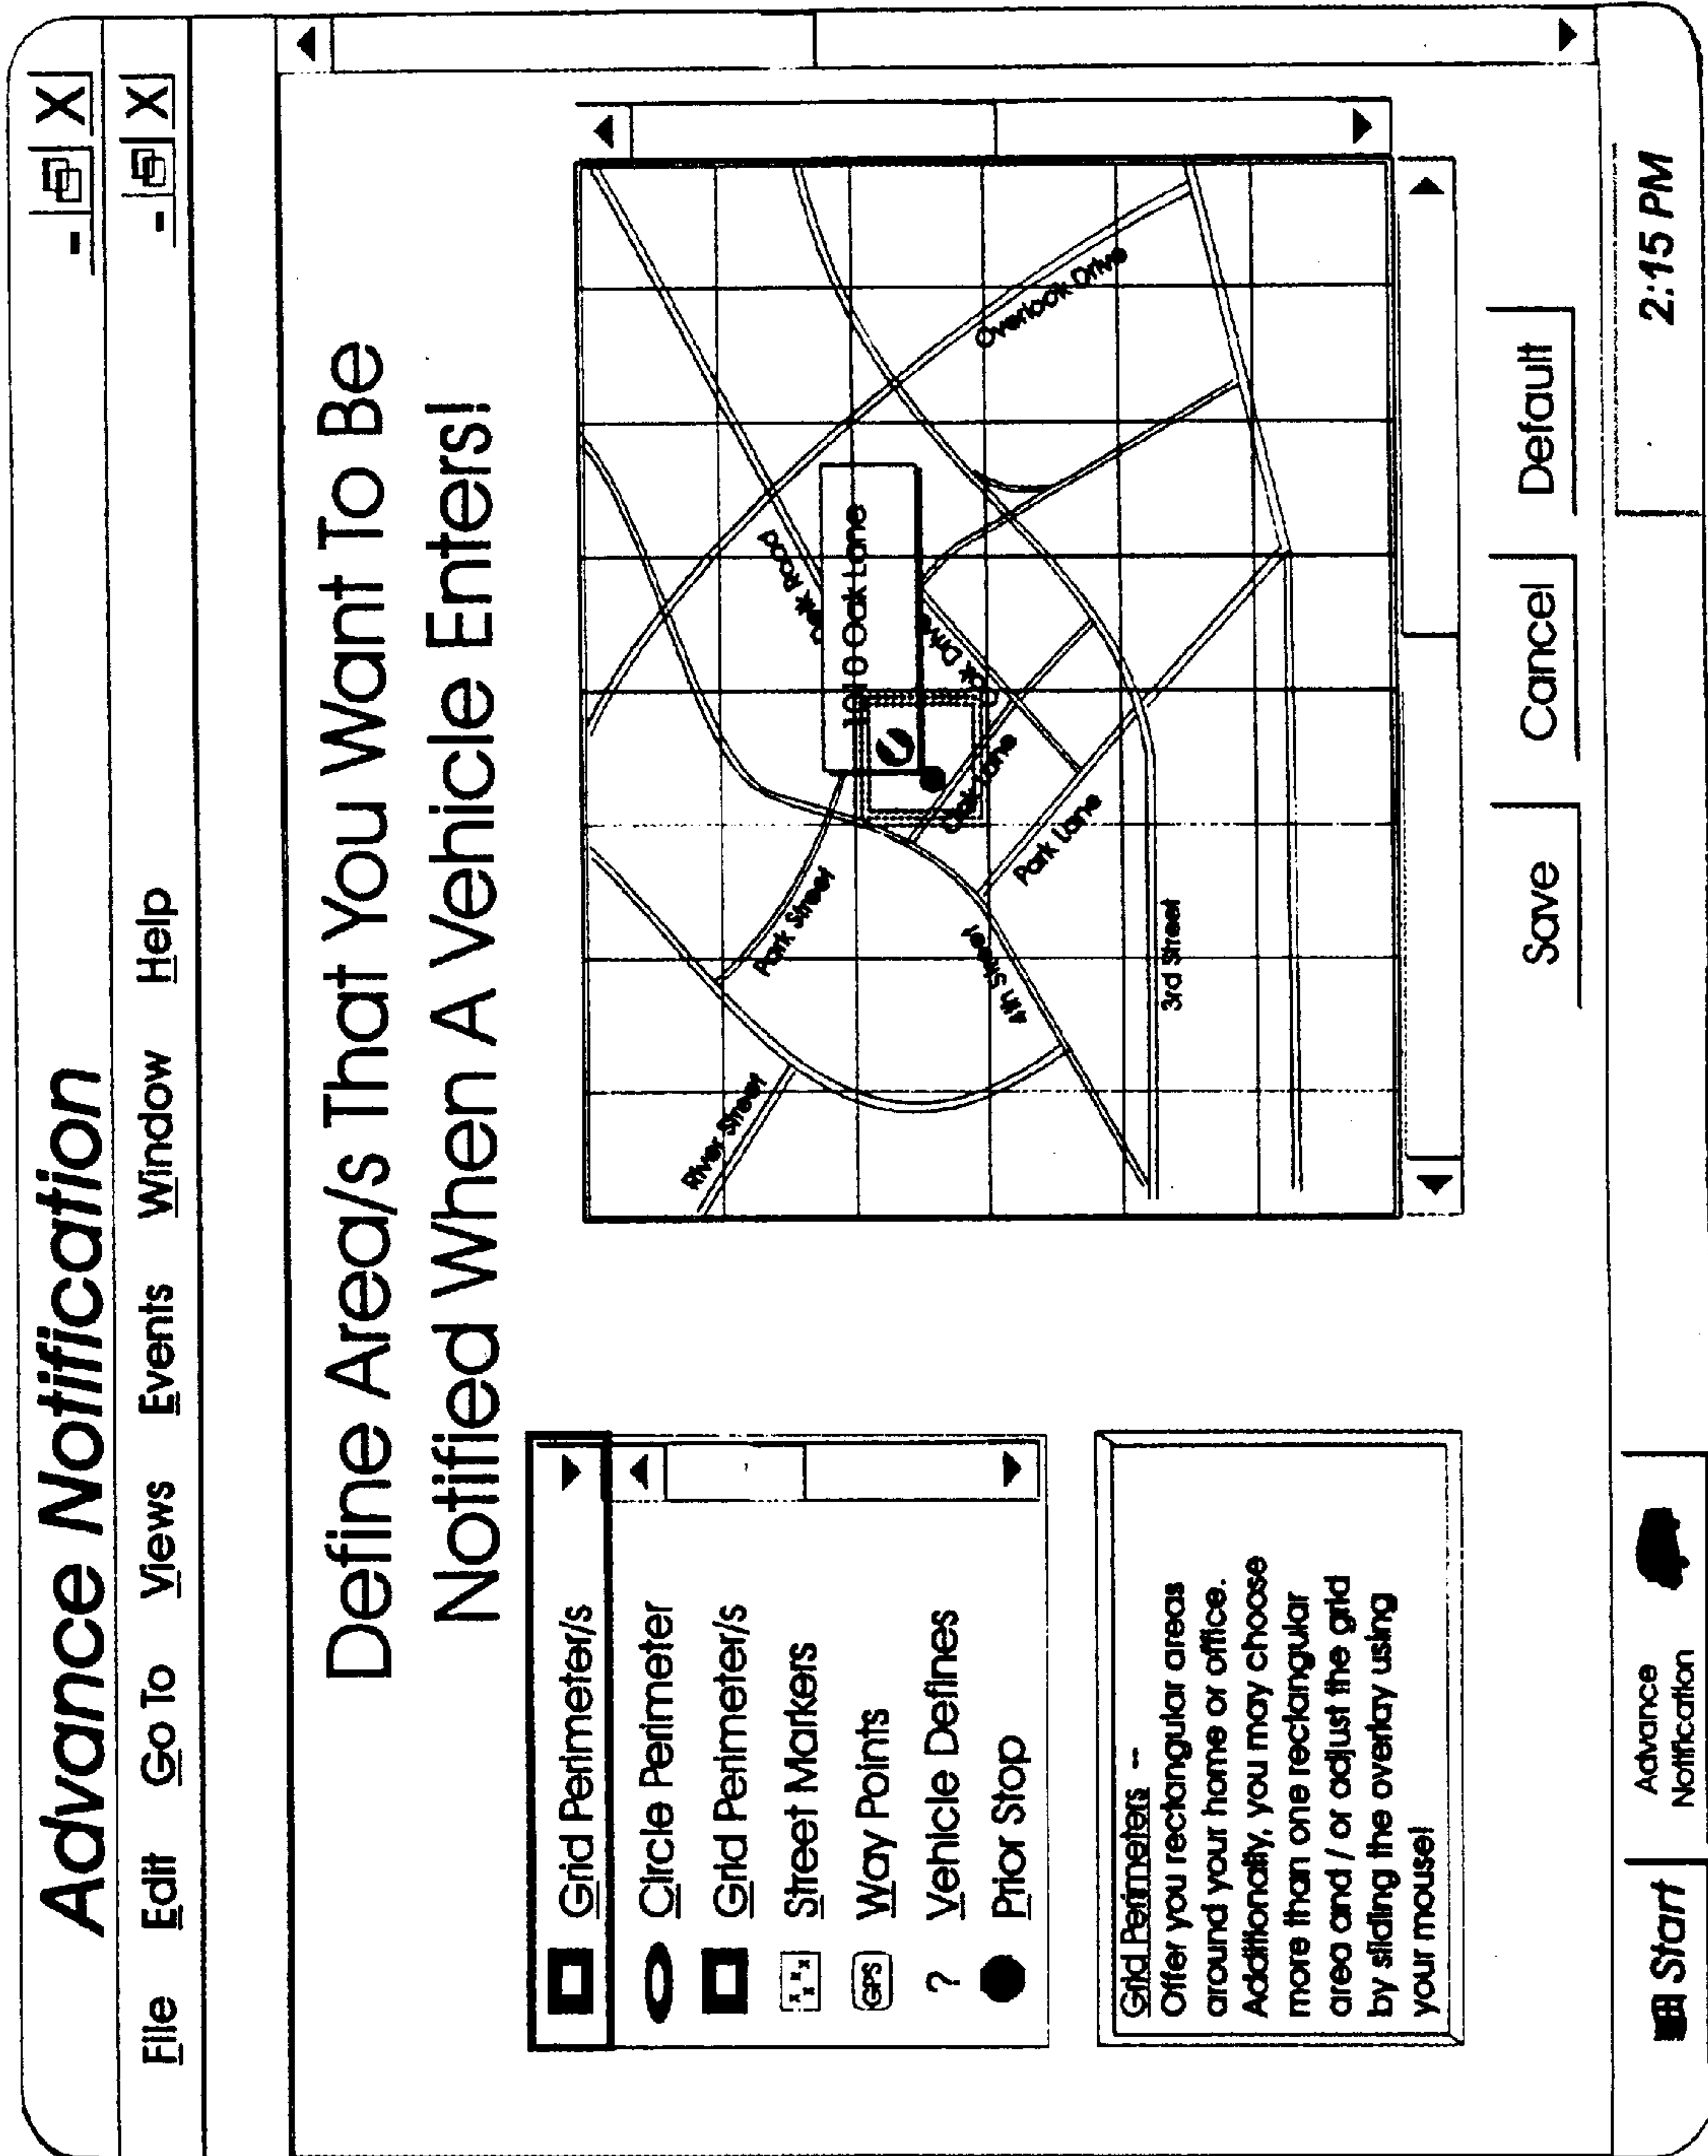 Advance Notification
File Edit Go To Views Events Window Help
Define Area/s That You Want To Be
Notified When A Vehicle Enters!
Grid Perimeter/s
Circle Perimeter
Grid Perimeter/s
Street Markers
GPS Way Points
? Vehicle Defines
Prior Stop
Grid Perimeters --
Offer you rectangular areas
around your home or office.
Additionally, you may choose
more than one rectangular
area and / or adjust the grid
by sliding the overlay using
your mouse!
River Street
Park Street
4th Street
3rd Street
Park Lane
Oak Lane
1010 Oak Lane
Drive
Road
Overlook Drive
Save Cancel Default
Start
Advance
Notification
2:15 PM